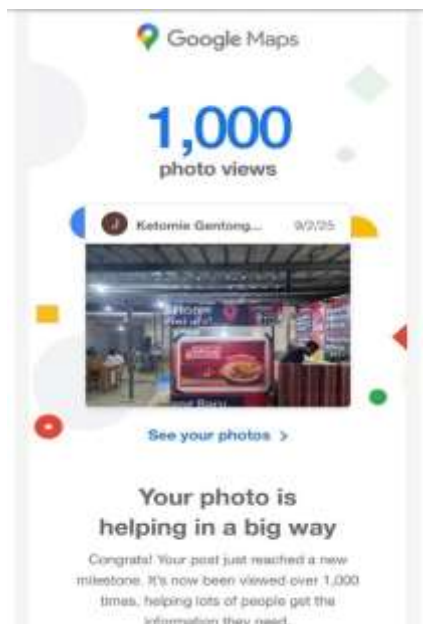 Google Maps
1,000
photo views
J
Ketomie Gentong...
9/2/25
See your photos >
Your photo is
helping in a big way
Congrats! Your post just reached a new
milestone. It's now been viewed over 1,000
times, helping lots of people get the
information they need.